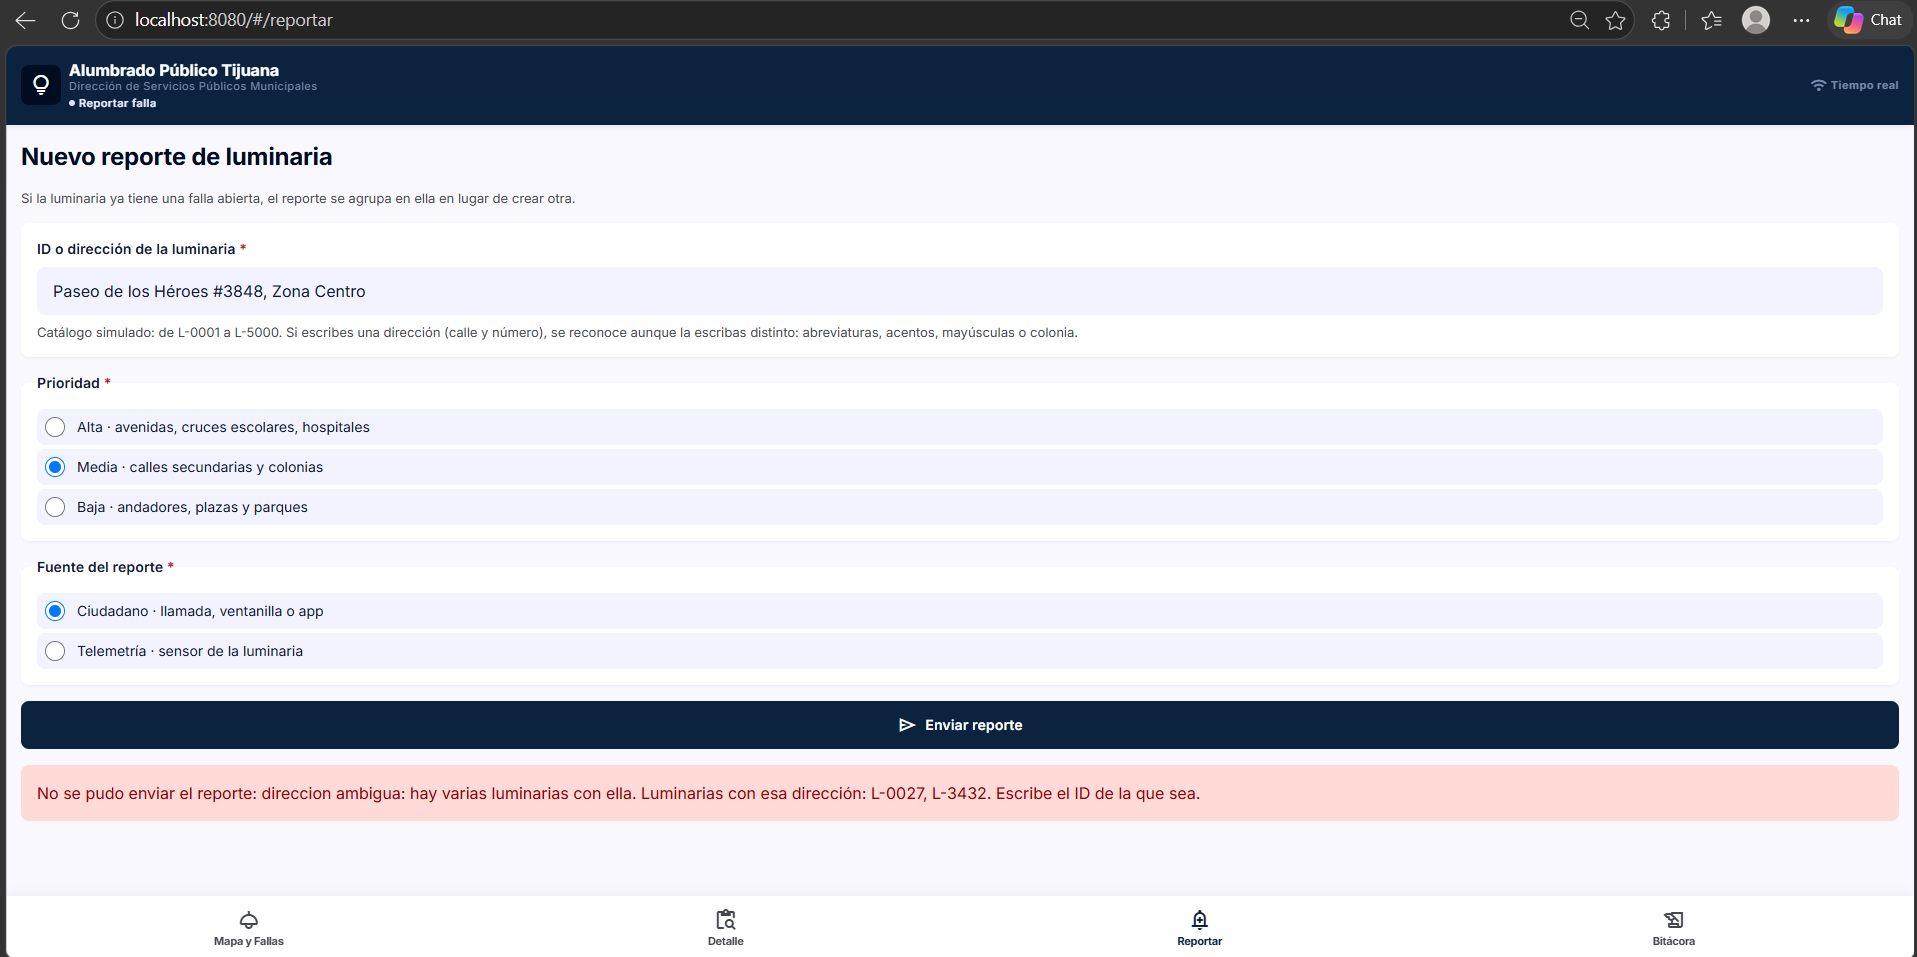 localhost:8080/#/reportar
Chat
Alumbrado Público Tijuana
Dirección de Servicios Públicos Municipales
Reportar falla
Tiempo real
Nuevo reporte de luminaria
Si la luminaria ya tiene una falla abierta, el reporte se agrupa en ella en lugar de crear otra.
ID o dirección de la luminaria *
Paseo de los Héroes #3848, Zona Centro
Catálogo simulado: de L-0001 a L-5000. Si escribes una dirección (calle y número), se reconoce aunque la escribas distinto: abreviaturas, acentos, mayúsculas o colonia.
Prioridad *
Alta · avenidas, cruces escolares, hospitales
Media · calles secundarias y colonias
Baja · andadores, plazas y parques
Fuente del reporte *
Ciudadano · llamada, ventanilla o app
Telemetría · sensor de la luminaria
Enviar reporte
No se pudo enviar el reporte: direccion ambigua: hay varias luminarias con ella. Luminarias con esa dirección: L-0027, L-3432. Escribe el ID de la que sea.
Mapa y Fallas
Detalle
Reportar
Bitácora